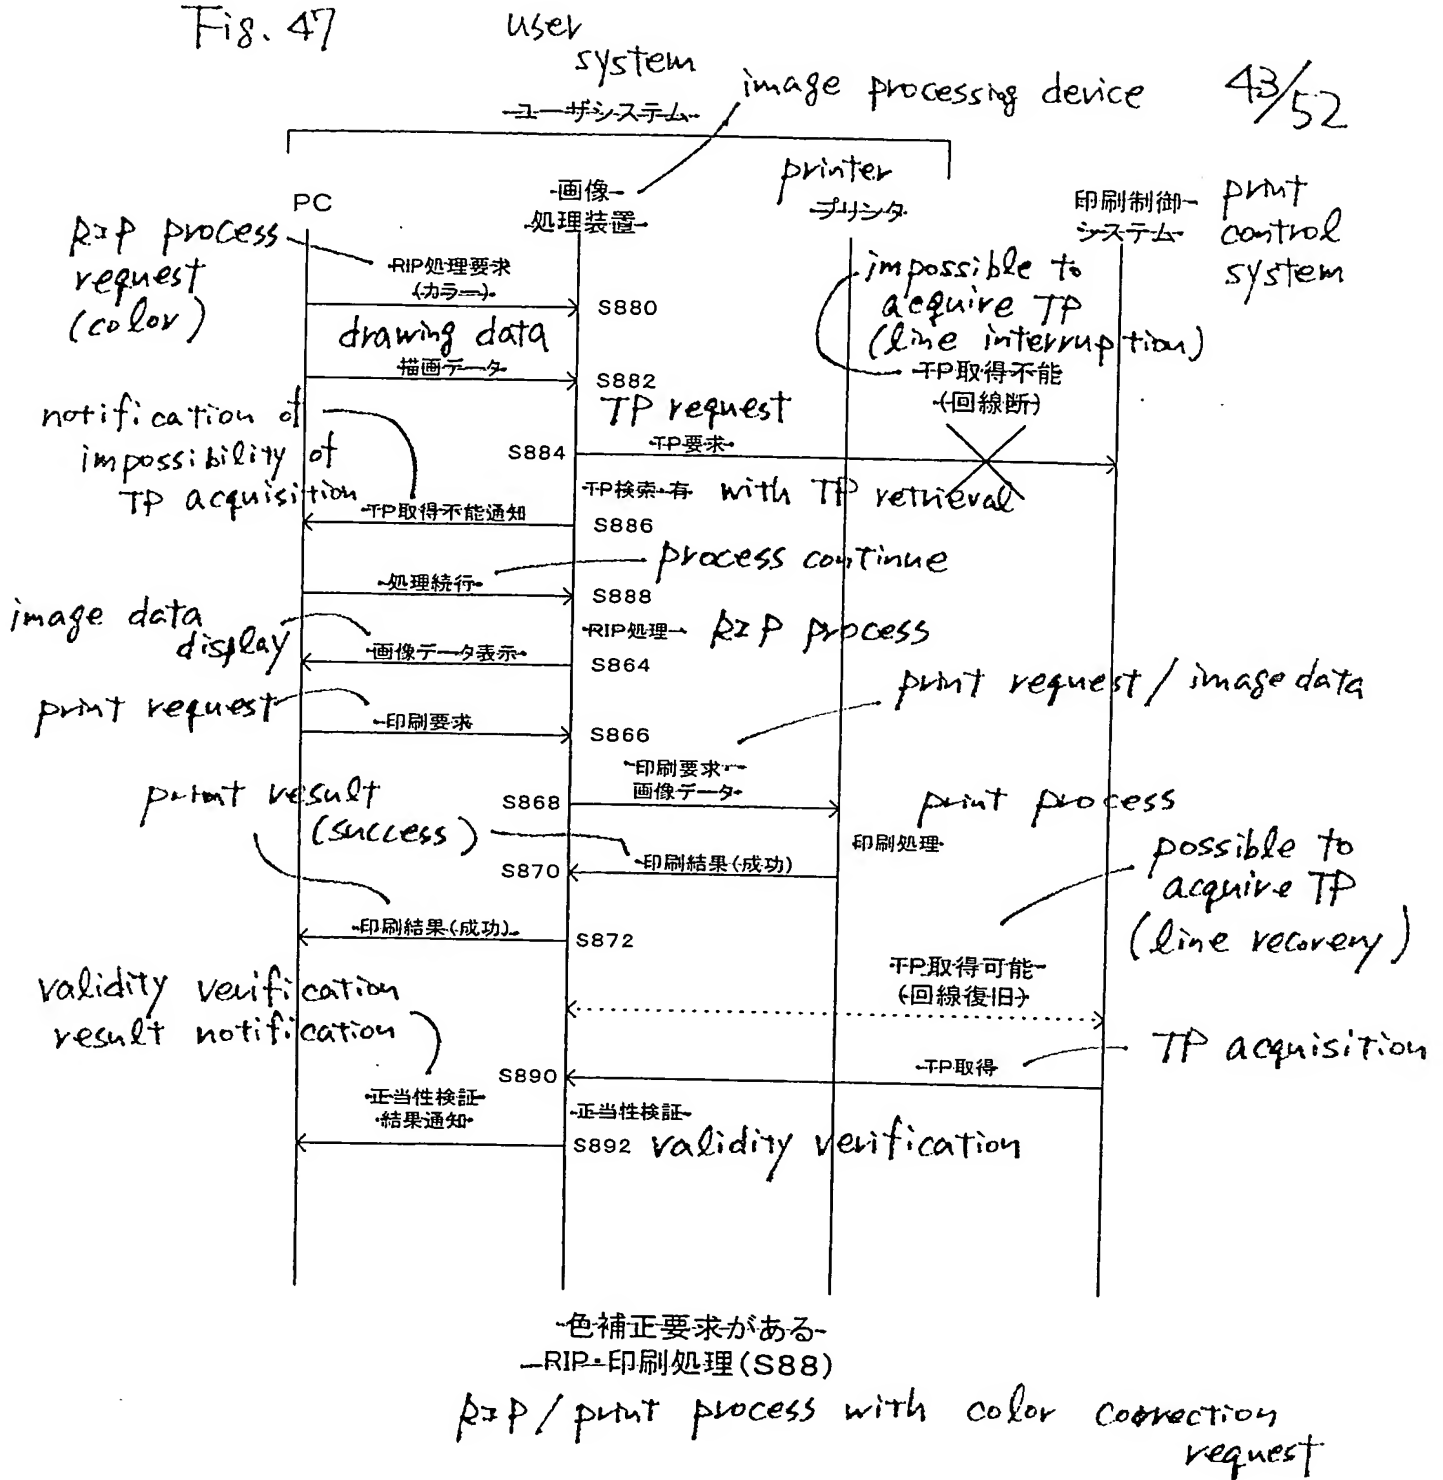 Fig. 47
user
system
image processing device
43/52
ユーザシステム
PC
画像
処理装置
printer
プリンタ
印刷制御
システム
print
control
system
RIP process
request
(color)
RIP処理要求
(カラー)
S880
impossible to
acquire TP
(line interruption)
drawing data
描画データ
S882
TP取得不能
(回線断)
notification of
impossibility of
TP acquisition
TP request
S884
TP要求
TP検索・有
with TP retrieval
TP取得不能通知
S886
process continue
処理続行
S888
image data
display
RIP処理
RIP process
画像データ表示
S864
print request
印刷要求
S866
print request / image data
印刷要求・
画像データ
S868
print result
(success)
print process
印刷処理
S870
印刷結果(成功)
possible to
acquire TP
(line recovery)
印刷結果(成功)
S872
TP取得可能
(回線復旧)
validity verification
result notification
TP acquisition
S890
TP取得
正当性検証
結果通知
正当性検証
S892
validity verification
色補正要求がある
RIP・印刷処理(S88)
RIP / print process with color correction
request